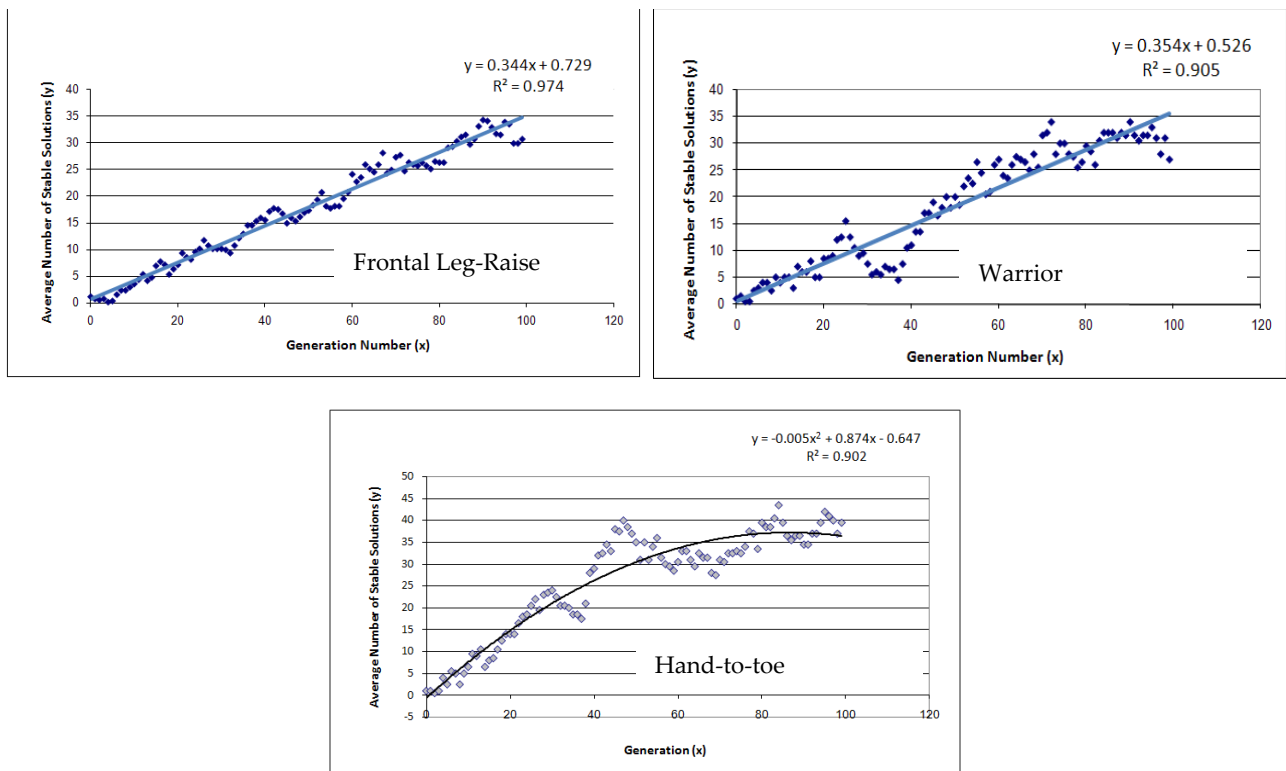 y = 0.344x + 0.729
R² = 0.974
Average Number of Stable Solutions (y)
40
35
30
25
20
15
10
5
0
0 20 40 60 80 100 120
Frontal Leg-Raise
Generation Number (x)
y = 0.354x + 0.526
R² = 0.905
Average Number of Stable Solutions (y)
40
35
30
25
20
15
10
5
0
0 20 40 60 80 100 120
Warrior
Generation Number (x)
y = -0.005x² + 0.874x - 0.647
R² = 0.902
Average Number of Stable Solutions (y)
50
45
40
35
30
25
20
15
10
5
0
-5
0 20 40 60 80 100 120
Hand-to-toe
Generation (x)